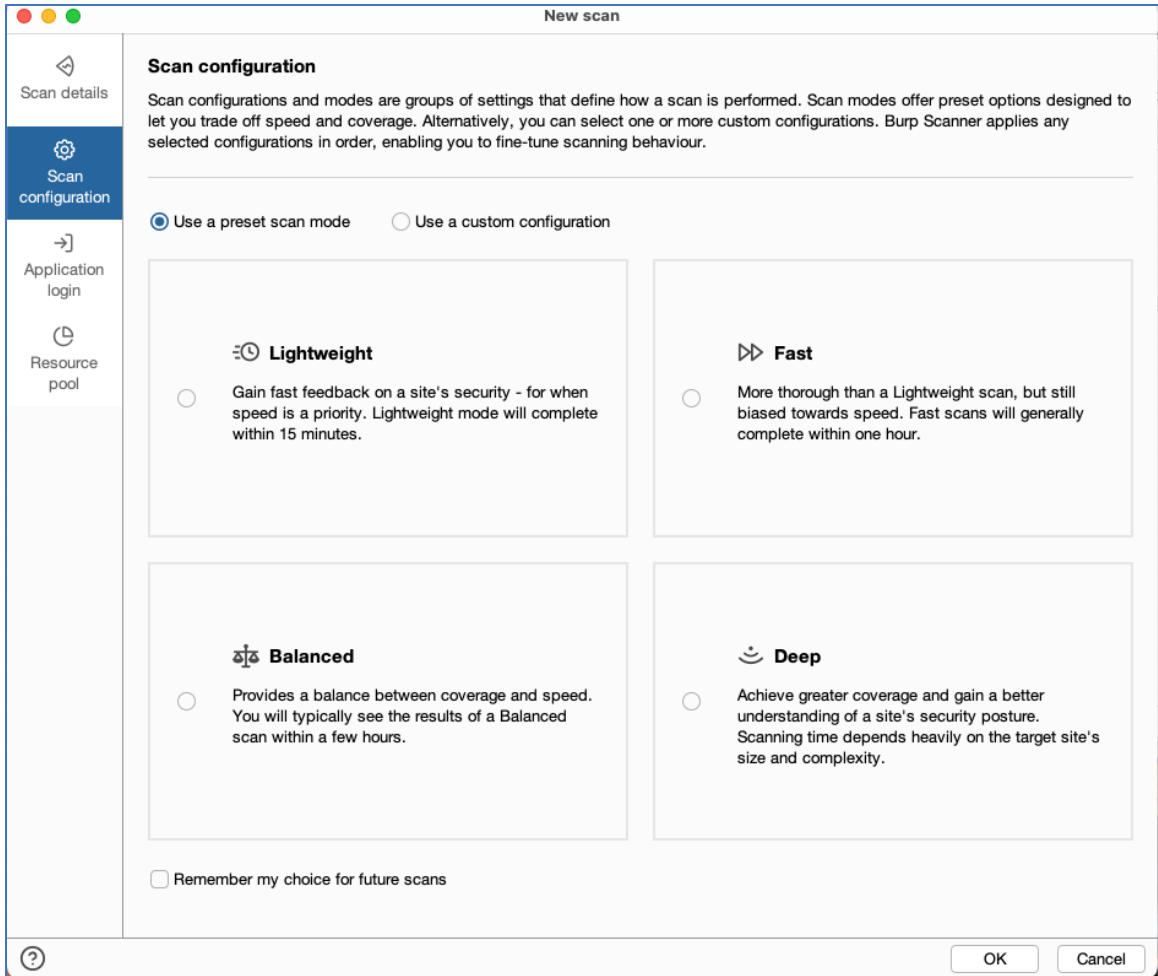 New scan
Scan details
Scan
configuration
Application
login
Resource
pool
Scan configuration
Scan configurations and modes are groups of settings that define how a scan is performed. Scan modes offer preset options designed to
let you trade off speed and coverage. Alternatively, you can select one or more custom configurations. Burp Scanner applies any
selected configurations in order, enabling you to fine-tune scanning behaviour.
Use a preset scan mode
Use a custom configuration
Lightweight
Gain fast feedback on a site's security - for when
speed is a priority. Lightweight mode will complete
within 15 minutes.
Fast
More thorough than a Lightweight scan, but still
biased towards speed. Fast scans will generally
complete within one hour.
Balanced
Provides a balance between coverage and speed.
You will typically see the results of a Balanced
scan within a few hours.
Deep
Achieve greater coverage and gain a better
understanding of a site's security posture.
Scanning time depends heavily on the target site's
size and complexity.
Remember my choice for future scans
?
OK
Cancel